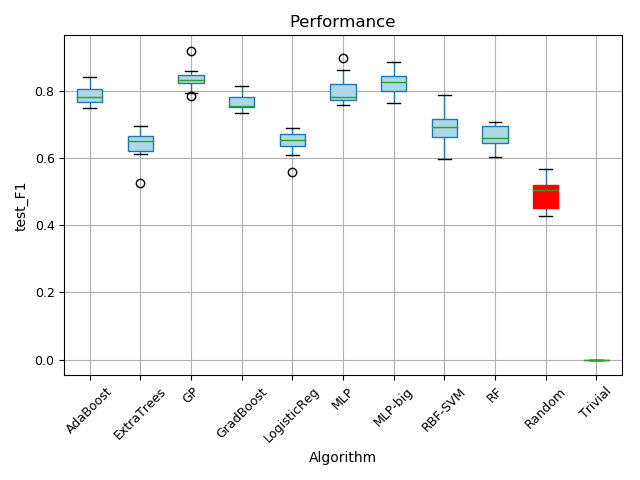 Performance
test_F1
0.8
0.6
0.4
0.2
0.0
AdaBoost
ExtraTrees
GP
GradBoost
LogisticReg
MLP
MLP-big
RBF-SVM
RF
Random
Trivial
Algorithm